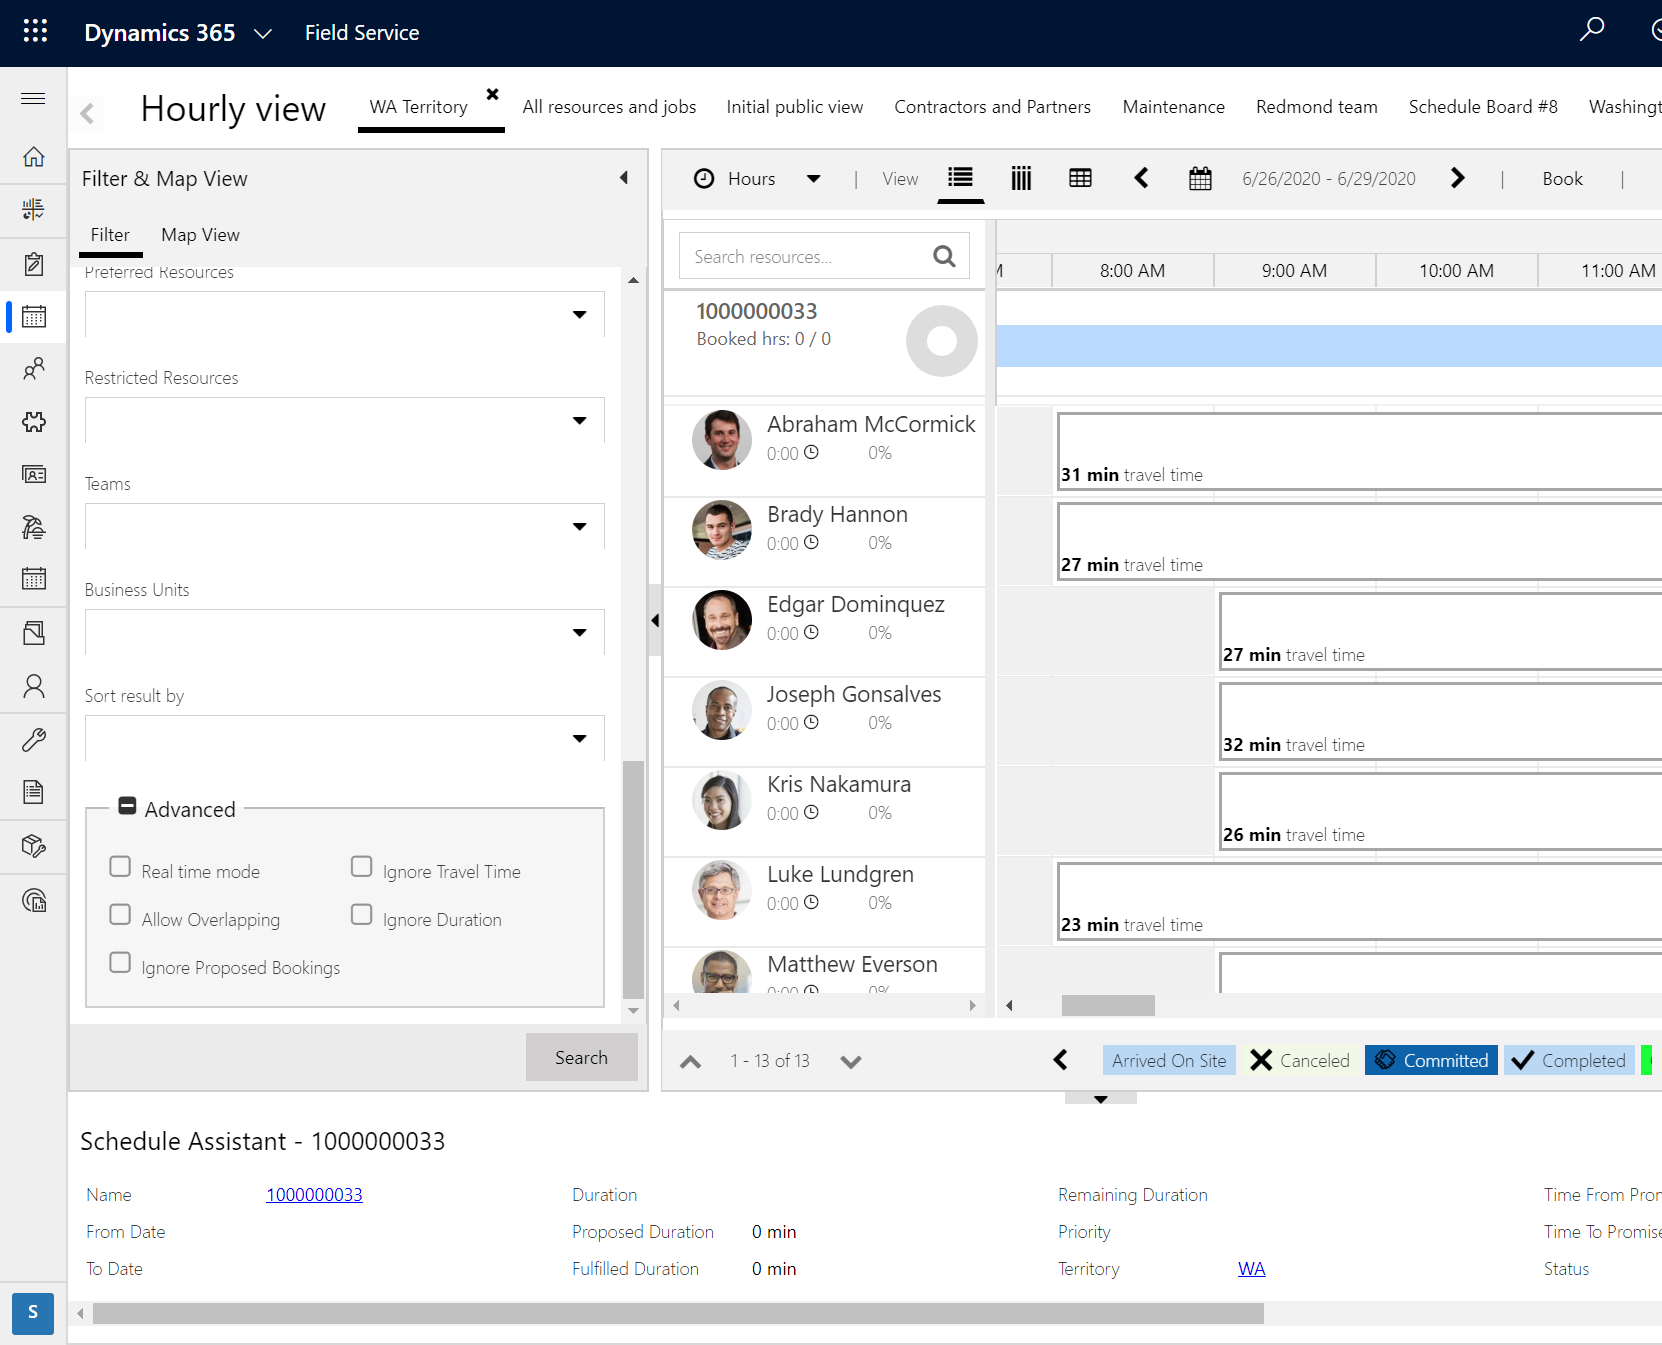 Dynamics 365
Field Service
Hourly view
WA Territory
All resources and jobs
Initial public view
Contractors and Partners
Maintenance
Redmond team
Schedule Board #8
Filter & Map View
Hours
|
View
6/26/2020 - 6/29/2020
|
Book
|
Filter
Map View
Preferred Resources
Restricted Resources
Teams
Business Units
Sort result by
Advanced
Real time mode
Ignore Travel Time
Allow Overlapping
Ignore Duration
Ignore Proposed Bookings
Search
Search resources...
8:00 AM
9:00 AM
10:00 AM
11:00 AM
1000000033
Booked hrs: 0 / 0
Abraham McCormick
0:00
0%
31 min travel time
Brady Hannon
0:00
0%
27 min travel time
Edgar Dominquez
0:00
0%
27 min travel time
Joseph Gonsalves
0:00
0%
32 min travel time
Kris Nakamura
0:00
0%
26 min travel time
Luke Lundgren
0:00
0%
23 min travel time
Matthew Everson
0:00
0%
1 - 13 of 13
Arrived On Site
Canceled
Committed
Completed
Schedule Assistant - 1000000033
Name
1000000033
Duration
Remaining Duration
Time From
From Date
Proposed Duration
0 min
Priority
Time To
To Date
Fulfilled Duration
0 min
Territory
WA
Status
S